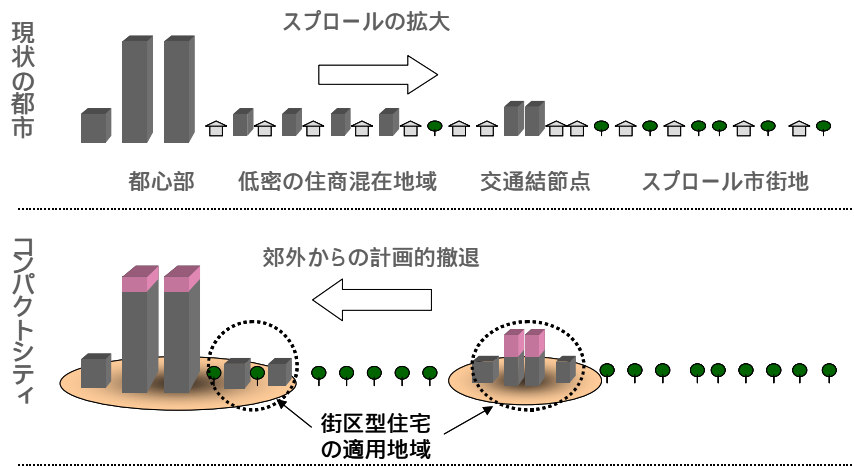 現状の都市
スプロールの拡大
都心部
低密の住商混在地域
交通結節点
スプロール市街地
コンパクトシティ
郊外からの計画的撤退
街区型住宅
の適用地域